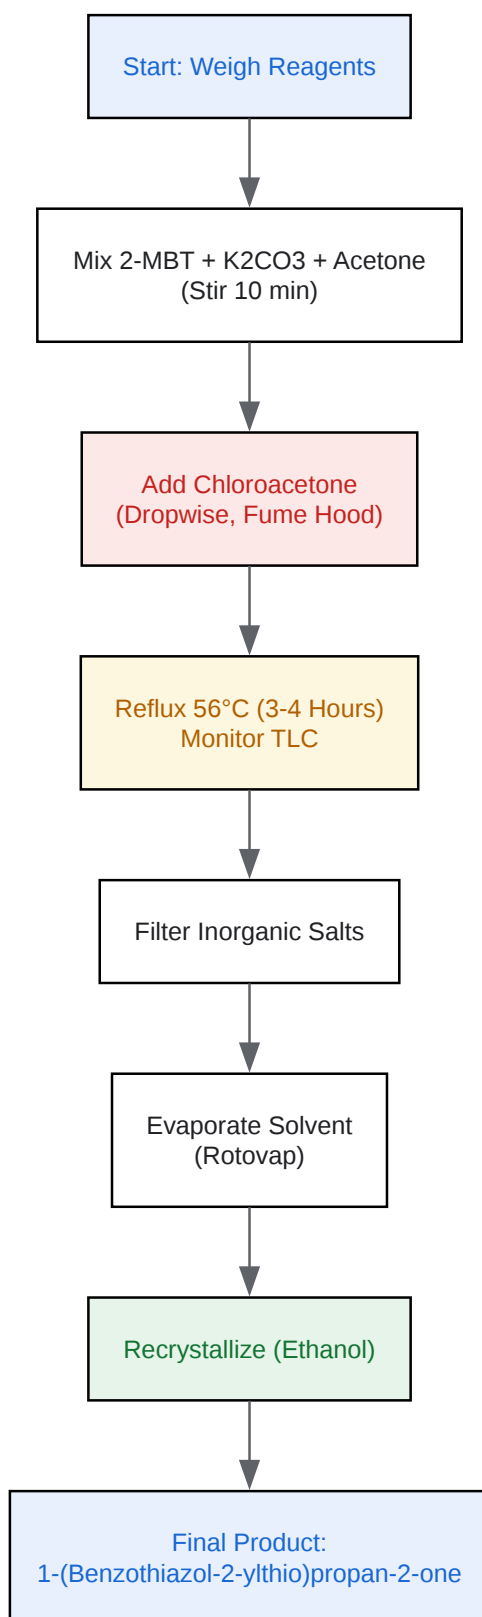 Start: Weigh Reagents
Mix 2-MBT + K2CO3 + Acetone
(Stir 10 min)
Add Chloroacetone
(Dropwise, Fume Hood)
Reflux 56°C (3-4 Hours)
Monitor TLC
Filter Inorganic Salts
Evaporate Solvent
(Rotovap)
Recrystallize (Ethanol)
Final Product:
1-(Benzothiazol-2-ylthio)propan-2-one